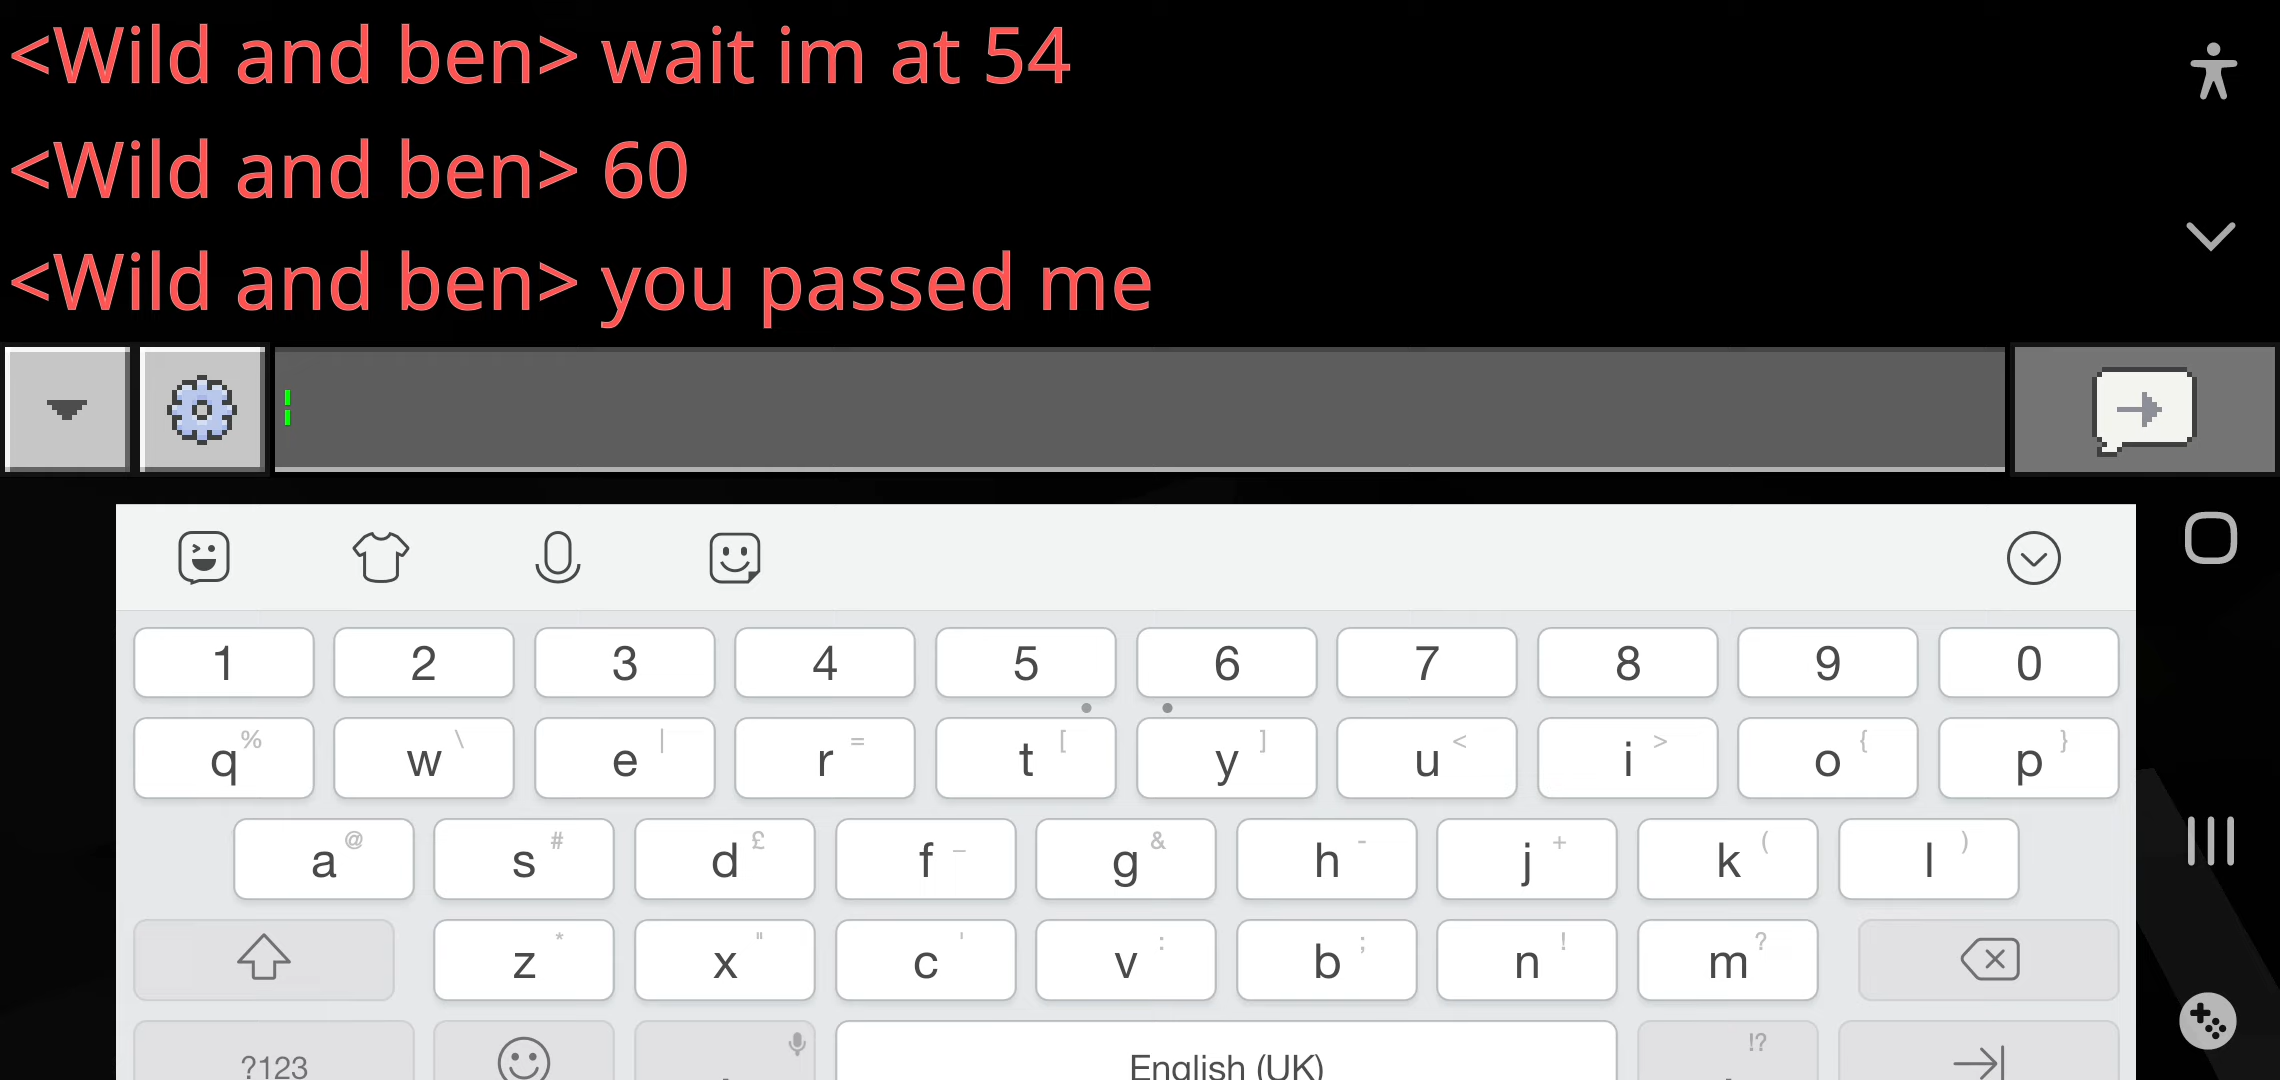 <Wild and ben> wait im at 54
<Wild and ben> 60
<Wild and ben> you passed me
1 2 3 4 5 6 7 8 9 0
q % w \ e | r = t [ y ] u < i > o { p }
a @ s # d £ f _ g & h - j + k ( l )
z * x " c ' v : b ; n ! m ?
?123 English (UK) !?